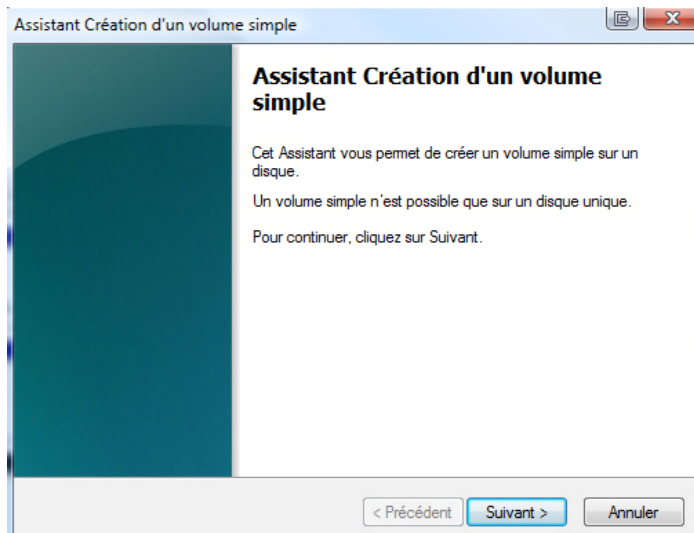 Assistant Création d'un volume simple
Assistant Création d'un volume
simple
Cet Assistant vous permet de créer un volume simple sur un
disque.
Un volume simple n'est possible que sur un disque unique.
Pour continuer, cliquez sur Suivant.
< Précédent
Suivant >
Annuler